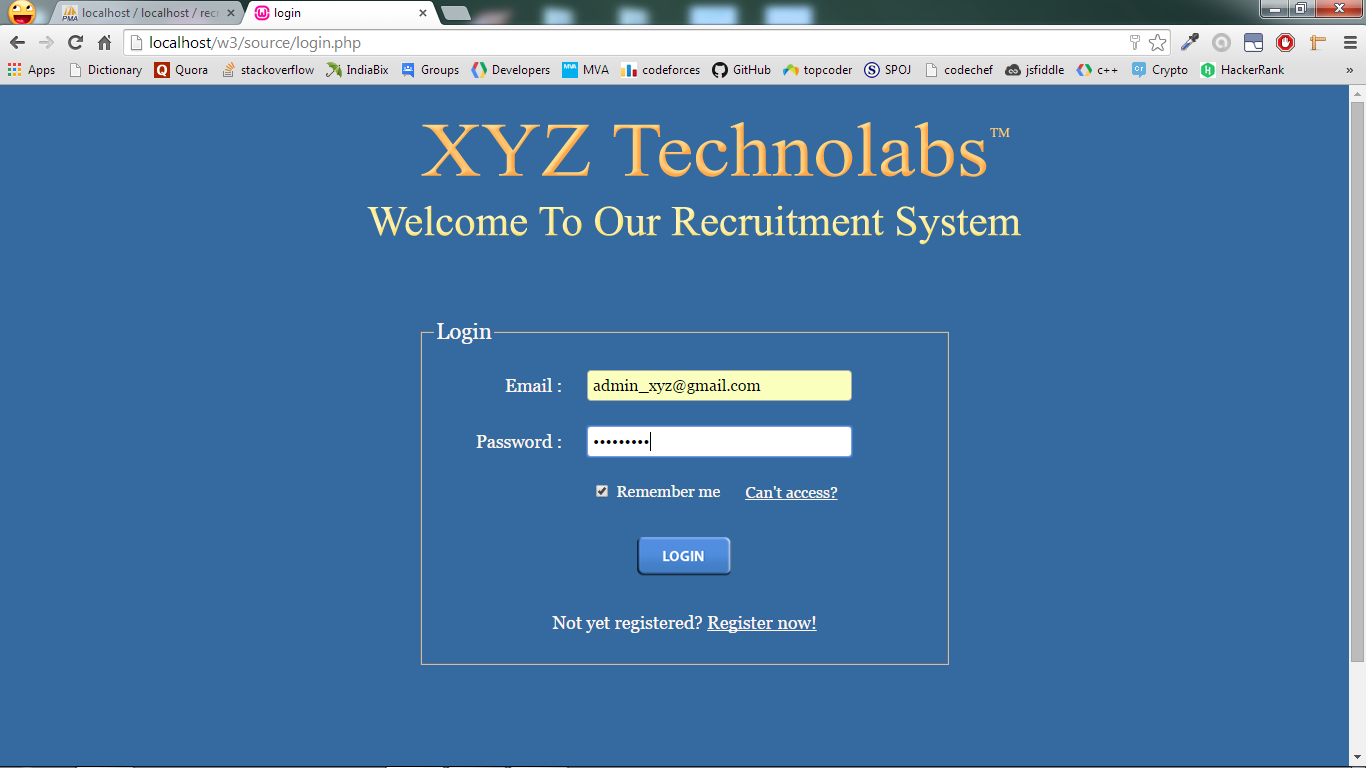 PMA localhost / localhost / recr
login
localhost/w3/source/login.php
Apps Dictionary Quora stackoverflow IndiaBix Groups Developers MVA codeforces GitHub topcoder SPOJ codechef jsfiddle c++ Crypto HackerRank »
XYZ Technolabs™
Welcome To Our Recruitment System
Login
Email : admin_xyz@gmail.com
Password : •••••••••
Remember me Can't access?
LOGIN
Not yet registered? Register now!